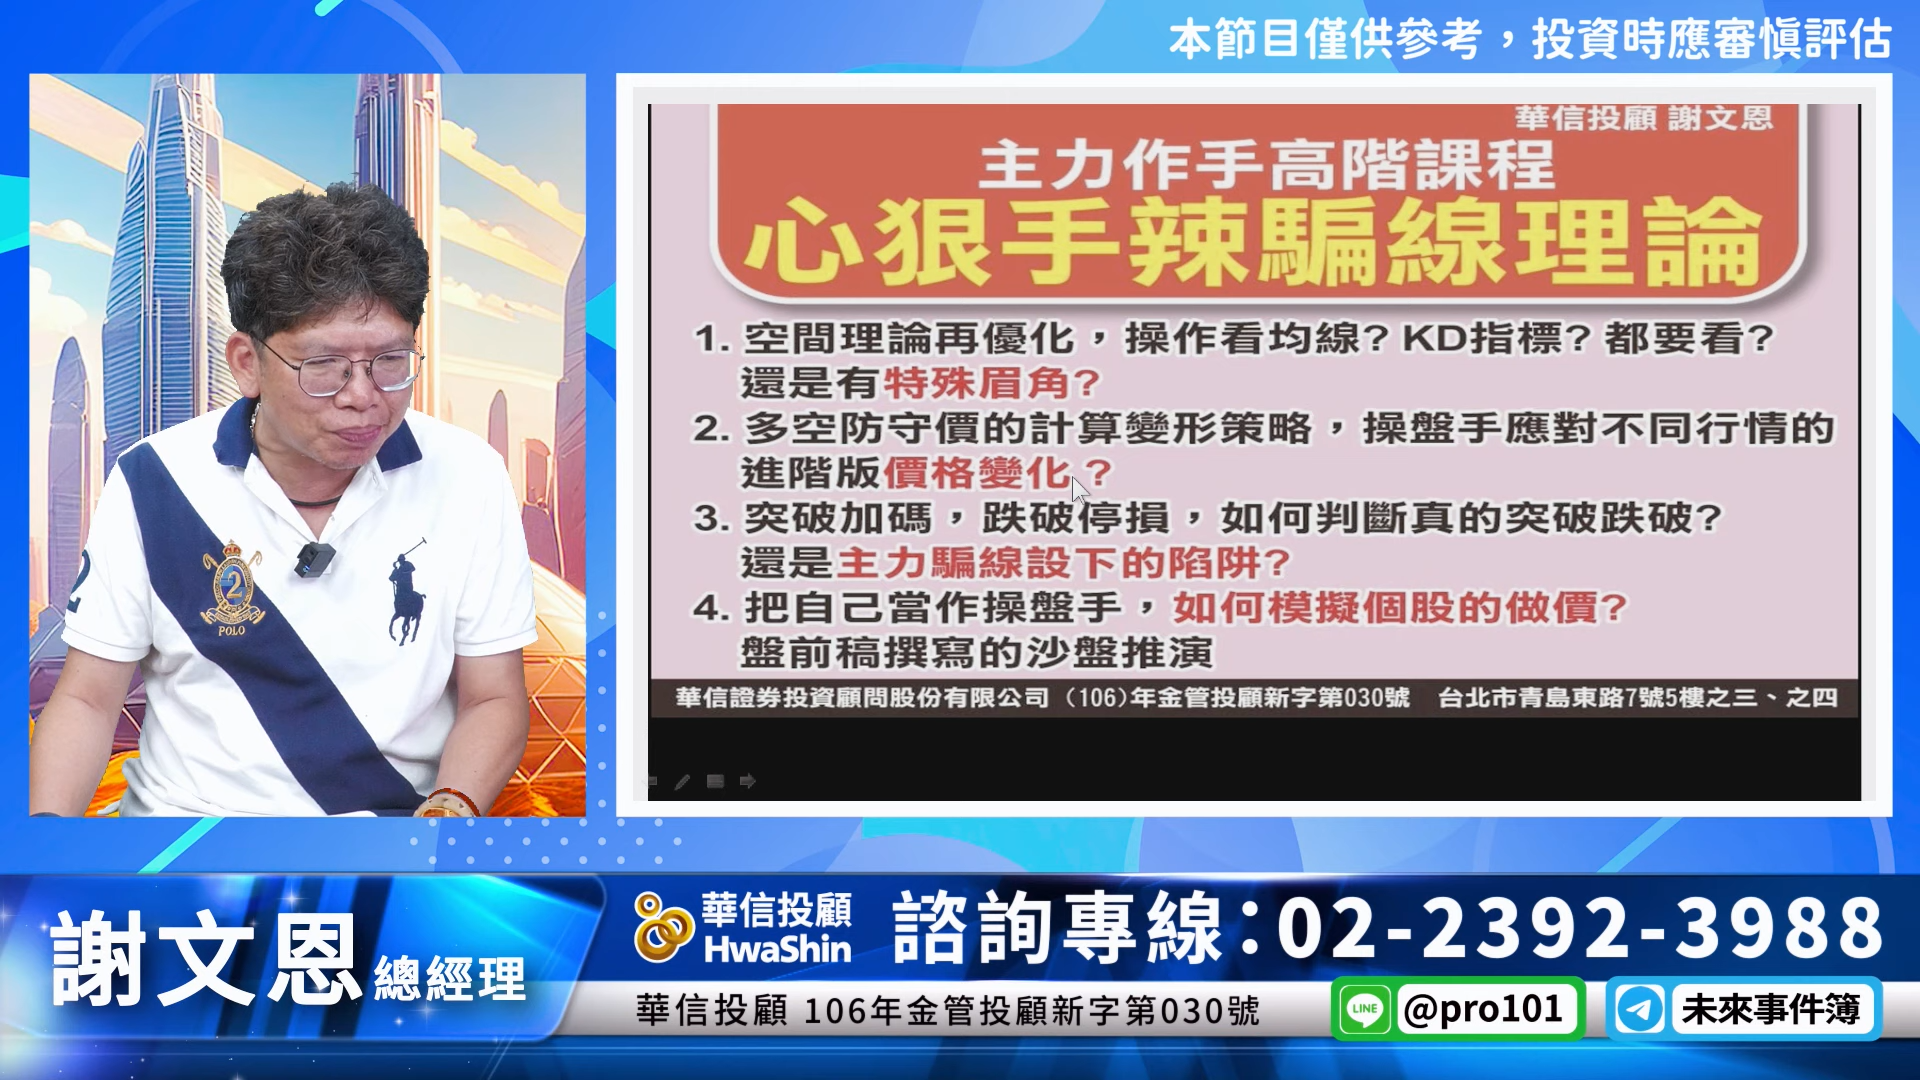 本節目僅供參考，投資時應審慎評估
華信投顧 謝文恩
主力作手高階課程
心狠手辣騙線理論
1. 空間理論再優化，操作看均線? KD指標? 都要看?
還是有特殊眉角?
2. 多空防守價的計算變形策略，操盤手應對不同行情的
進階版價格變化？
3. 突破加碼，跌破停損，如何判斷真的突破跌破?
還是主力騙線設下的陷阱?
4. 把自己當作操盤手，如何模擬個股的做價?
盤前稿撰寫的沙盤推演
華信證券投資顧問股份有限公司（106)年金管投顧新字第030號 台北市青島東路7號5樓之三、之四
2
2
POLO
謝文恩 總經理
華信投顧
HwaShin
諮詢專線：02-2392-3988
華信投顧 106年金管投顧新字第030號
LINE
@pro101
未來事件簿